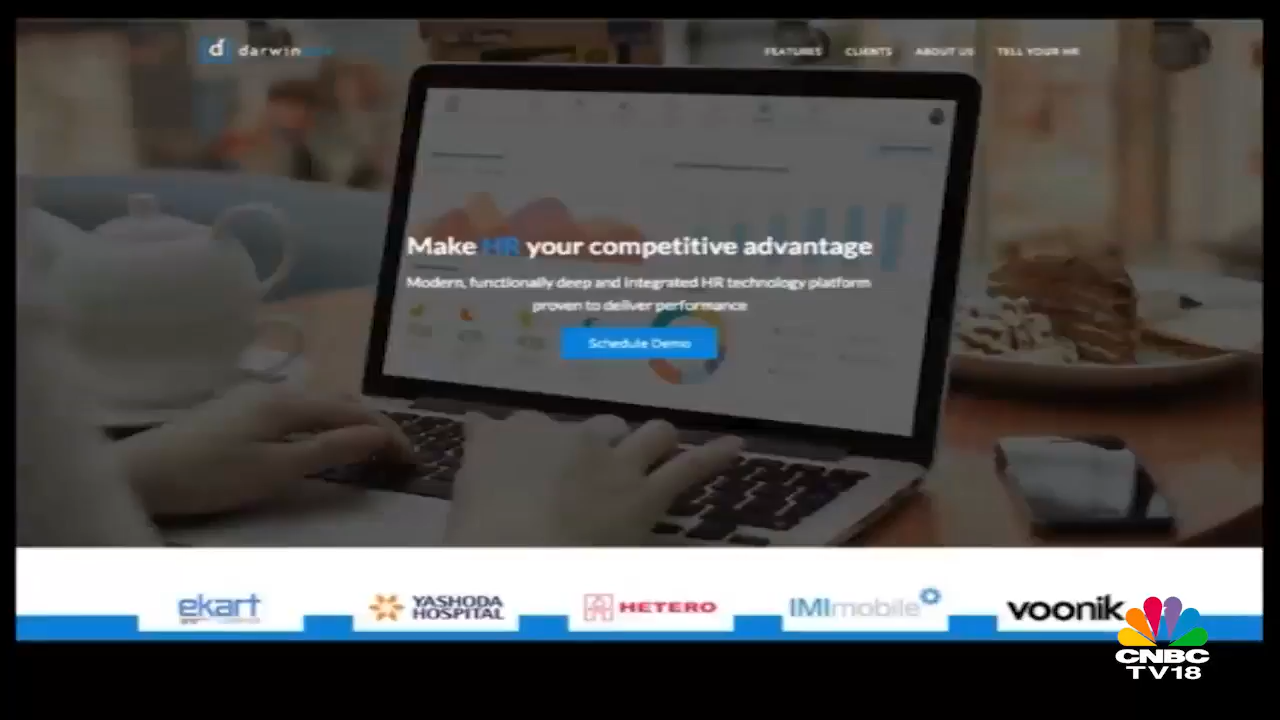 darwin
FEATURES CLIENTS ABOUT US TELL YOUR HR
Make HR your competitive advantage
Modern, functionally deep and integrated HR technology platform
proven to deliver performance
Schedule Demo
ekart
YASHODA
HOSPITAL
HETERO
IMImobile
voonik
CNBC
TV18